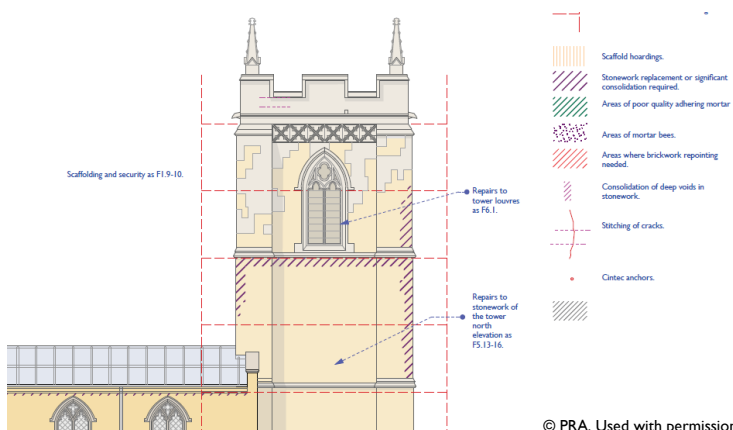 Scaffold hoardings.
Stonework replacement or significant
consolidation required.
Areas of poor quality adhering mortar
Areas of mortar bees.
Areas where brickwork repointing
needed.
Consolidation of deep voids in
stonework.
Stitching of cracks.
Cintec anchors.
Scaffolding and security as F1.9-10.
Repairs to
tower louvres
as F6.1.
Repairs to
stonework of
the tower
north
elevation as
F5.13-16.
© PRA. Used with permission